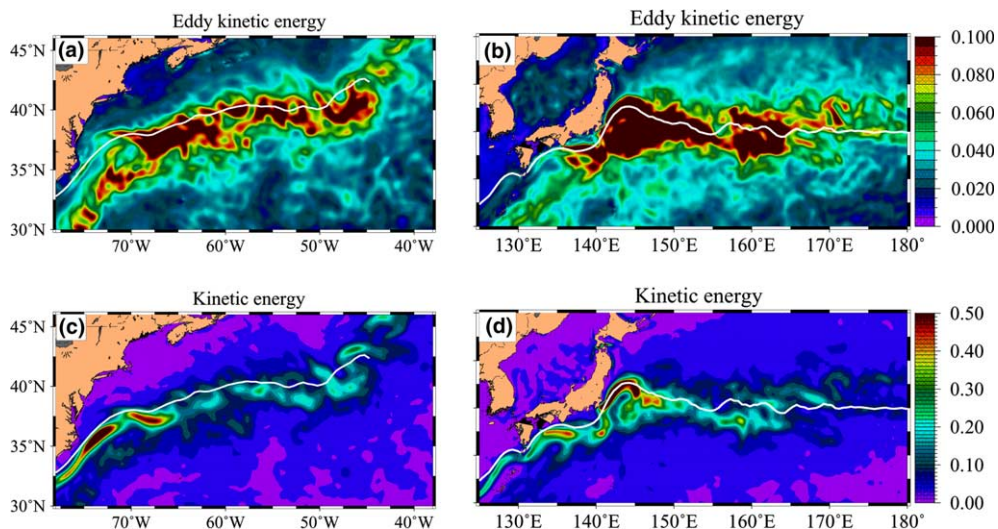 Eddy kinetic energy
(a)
45°N
40°N
35°N
30°N
70°W 60°W 50°W 40°W
Eddy kinetic energy
(b)
130°E 140°E 150°E 160°E 170°E 180°
0.100
0.080
0.060
0.040
0.020
0.000
Kinetic energy
(c)
45°N
40°N
35°N
30°N
70°W 60°W 50°W 40°W
Kinetic energy
(d)
130°E 140°E 150°E 160°E 170°E 180°
0.50
0.40
0.30
0.20
0.10
0.00